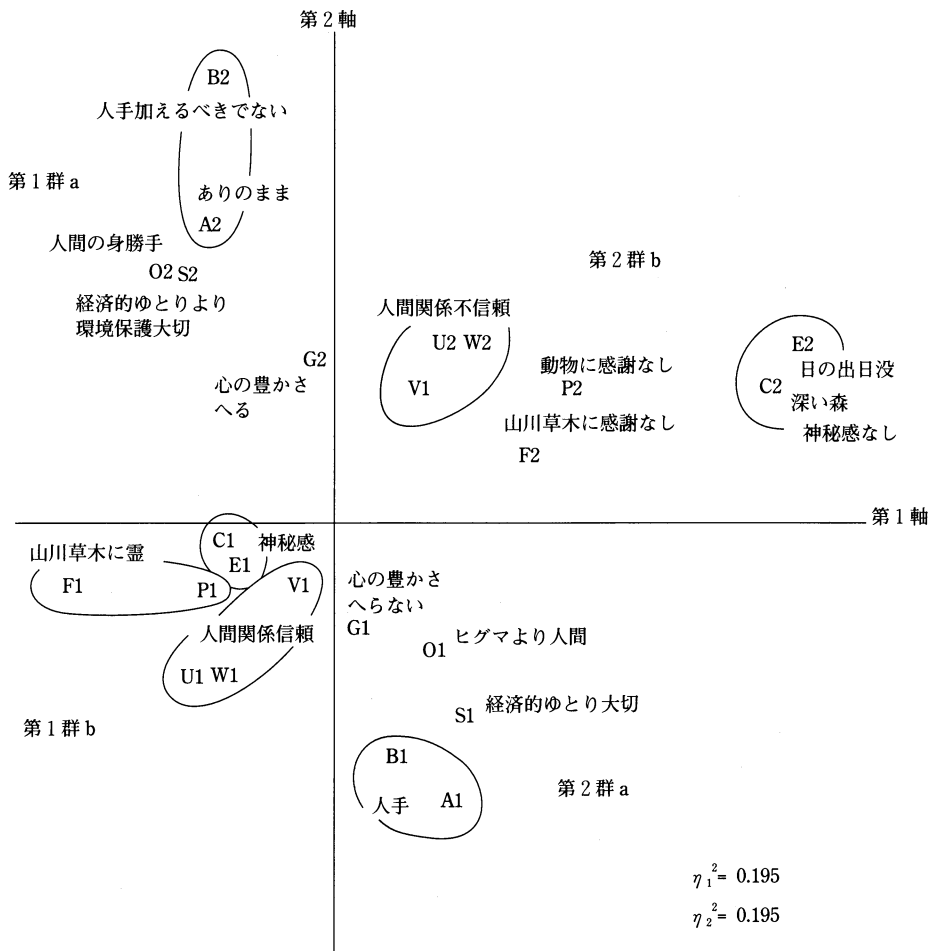 第2軸
B2
人手加えるべきでない
第1群a
ありのまま
A2
人間の身勝手
O2 S2
経済的ゆとりより
環境保護大切
G2
心の豊かさ
へる
第2群b
人間関係不信頼
U2 W2
V1
動物に感謝なし
P2
山川草木に感謝なし
F2
E2
日の出日没
C2
深い森
神秘感なし
第1軸
C1
神秘感
E1
山川草木に霊
F1
P1
V1
人間関係信頼
U1 W1
第1群b
心の豊かさ
へらない
G1
O1
ヒグマより人間
S1
経済的ゆとり大切
B1
人手
A1
第2群a
η₁²= 0.195
η₂²= 0.195